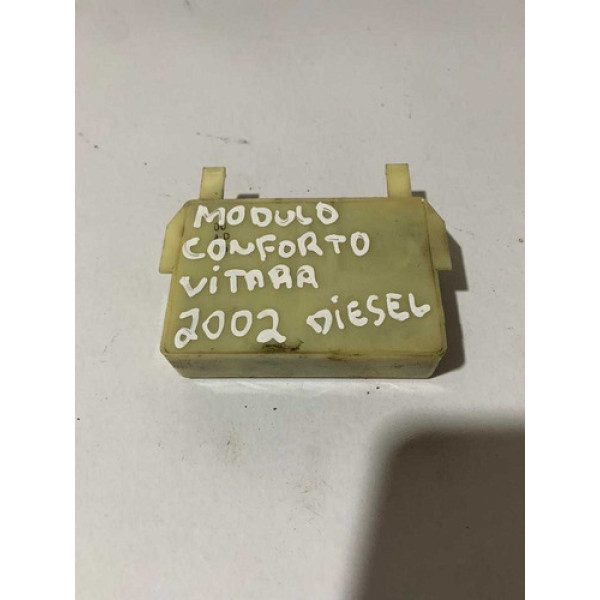 MODULO
CONFORTO
VITARA
2002 DIESEL